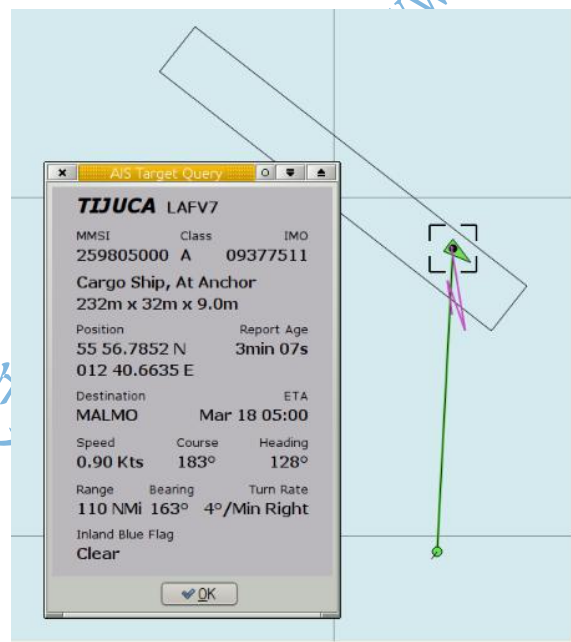 AIS Target Query
TIJUCA LAFV7
MMSI Class IMO
259805000 A 09377511
Cargo Ship, At Anchor
232m x 32m x 9.0m
Position Report Age
55 56.7852 N 3min 07s
012 40.6635 E
Destination ETA
MALMO Mar 18 05:00
Speed Course Heading
0.90 Kts 183° 128°
Range Bearing Turn Rate
110 NMi 163° 4°/Min Right
Inland Blue Flag
Clear
OK